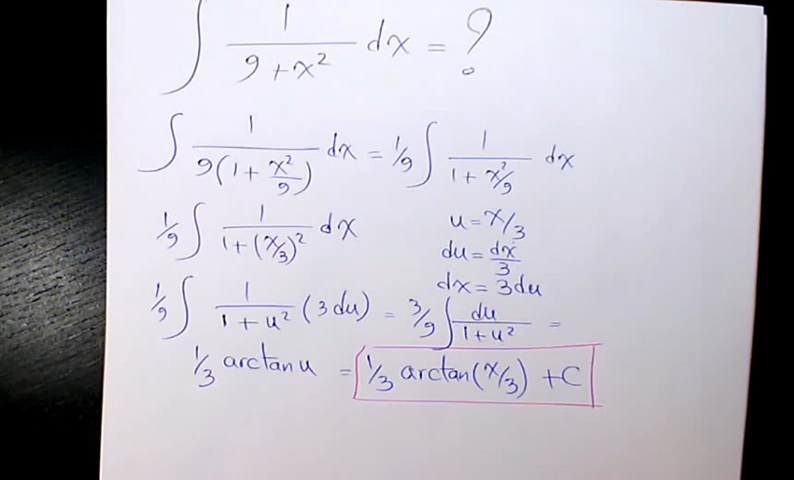 ∫ 1/(9+x²) dx = ?
∫ 1/(9(1+x²/9)) dx = 1/9 ∫ 1/(1+x²/9) dx
1/9 ∫ 1/(1+(x/3)²) dx
u = x/3
du = dx/3
dx = 3du
1/9 ∫ 1/(1+u²) (3du) = 3/9 ∫ du/(1+u²) =
1/3 arctan u = 1/3 arctan(x/3) + C